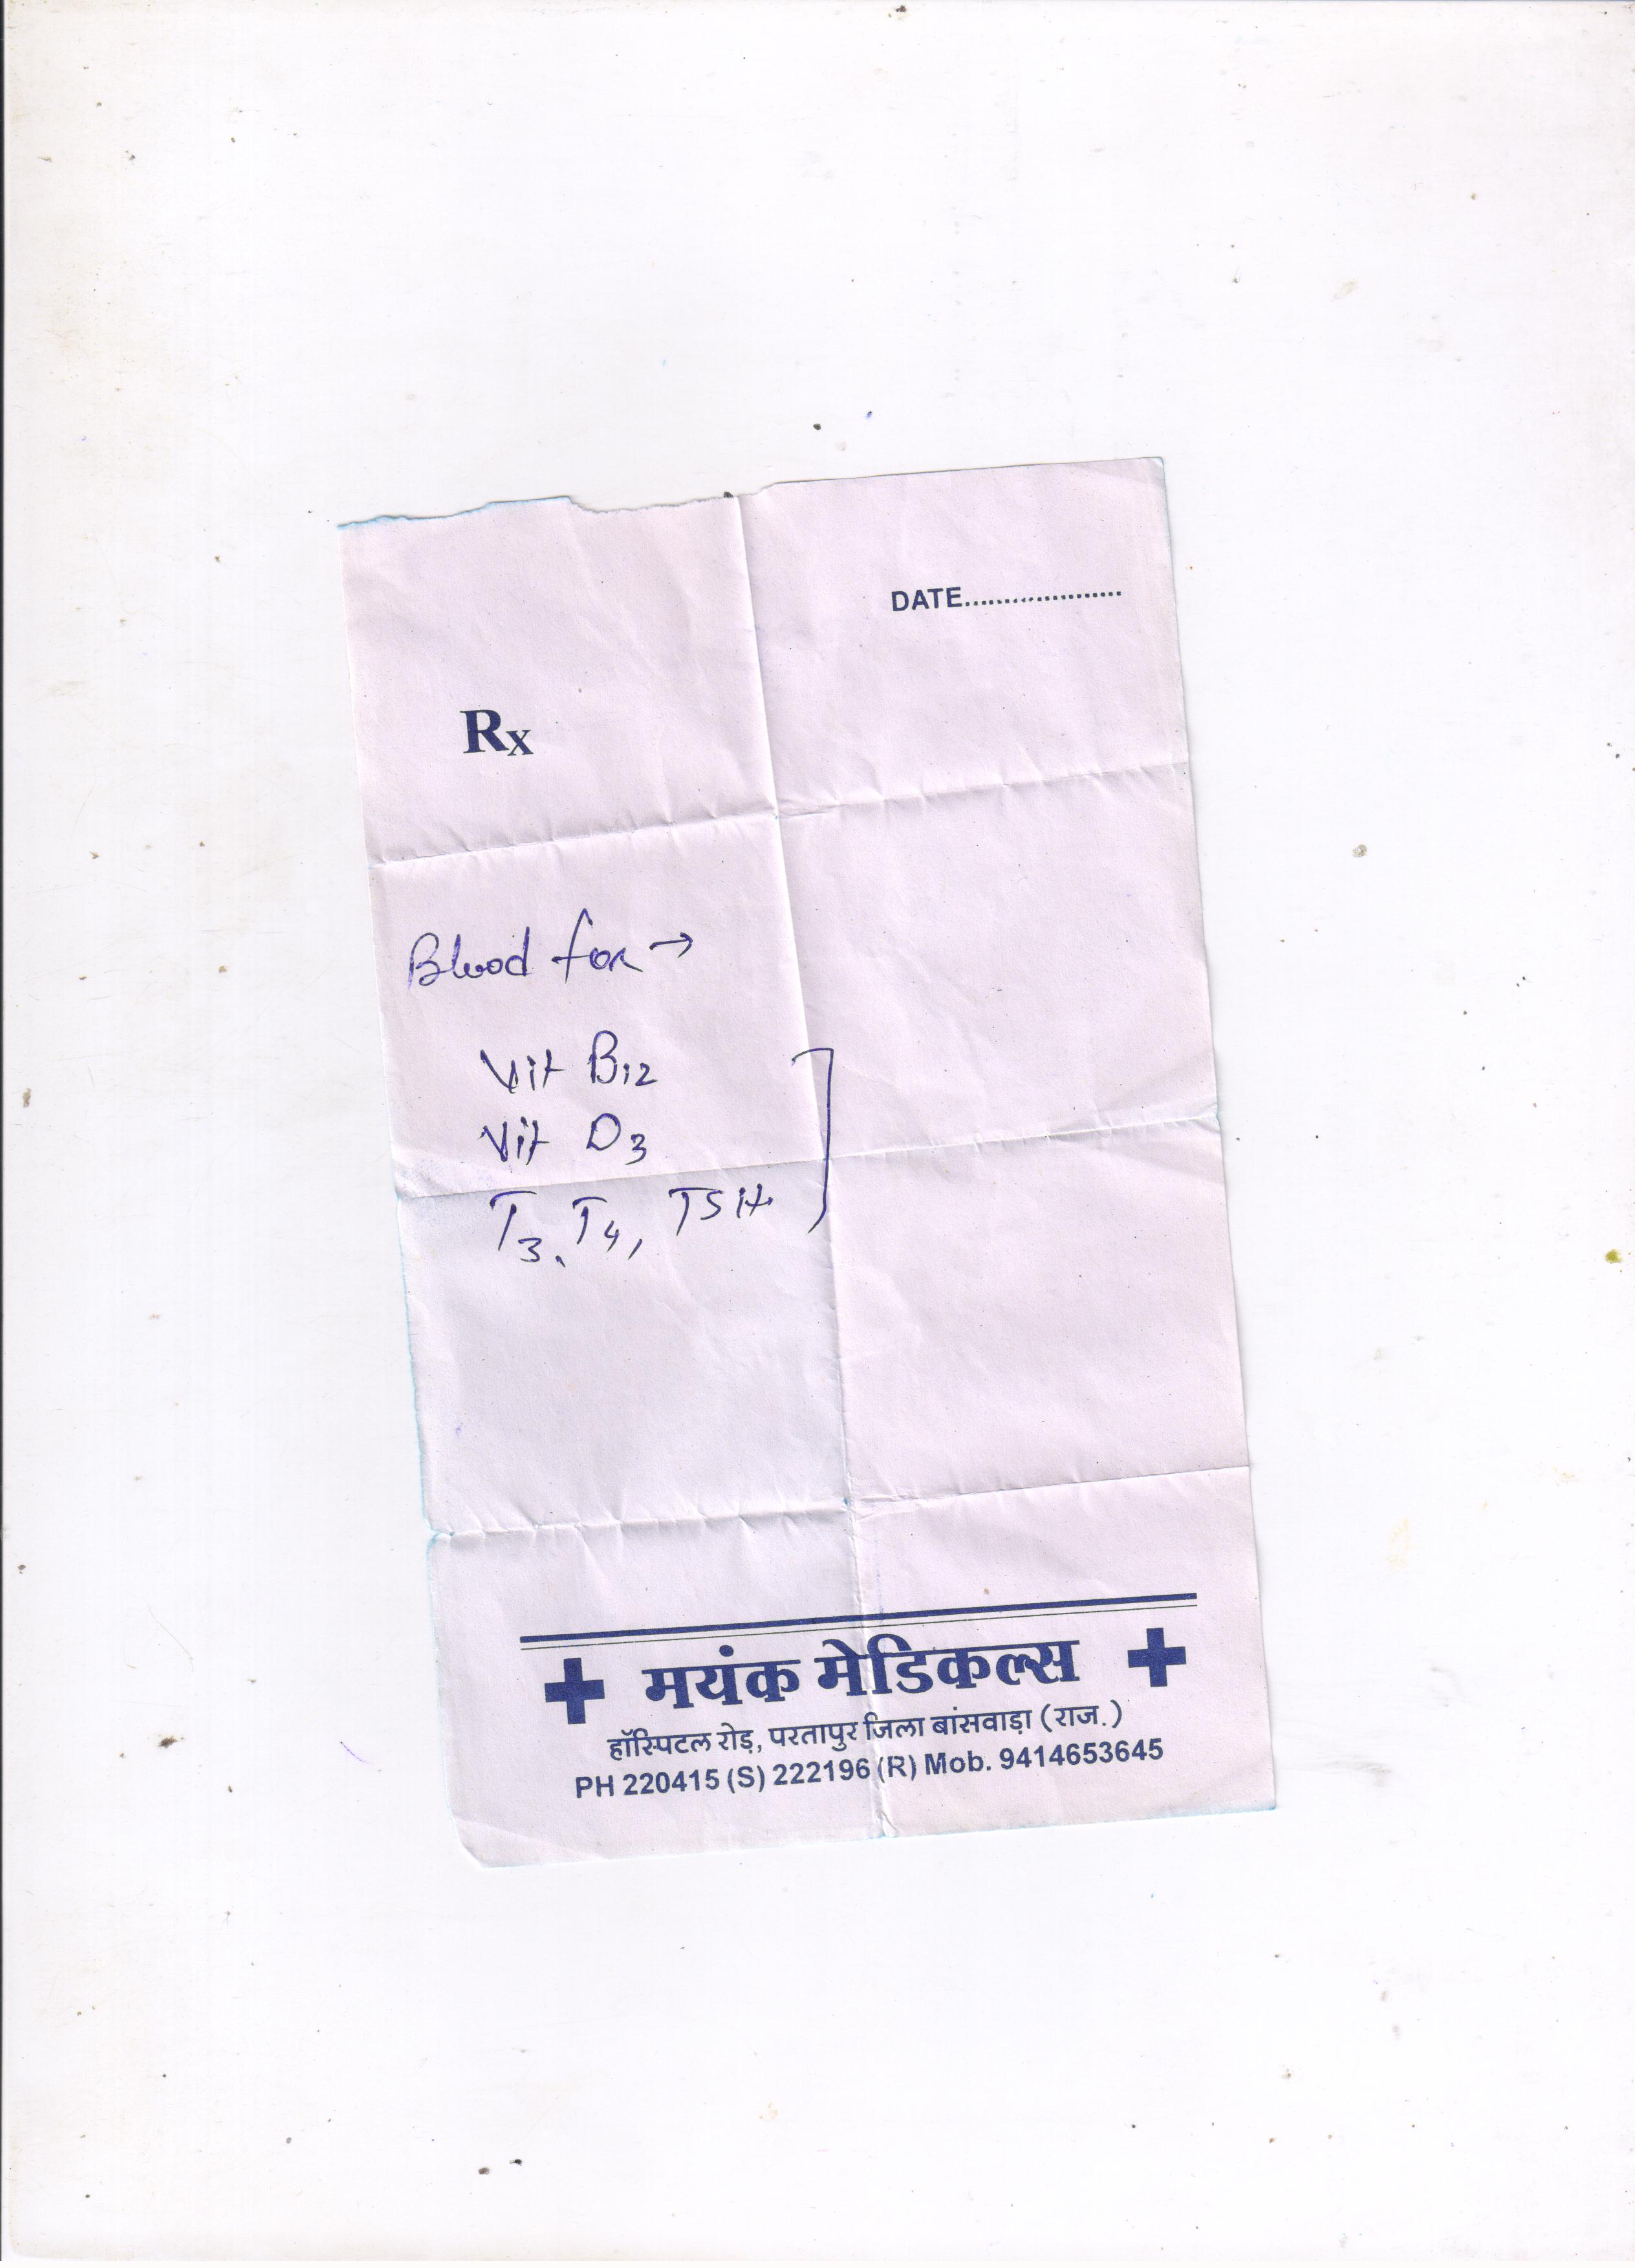 DATE....................
Rx
Blood for →
Vit B12
Vit D3
T3, T4, TSH
मयंक मेडिकल्स
हॉस्पिटल रोड़, परतापुर जिला बांसवाड़ा (राज.)
PH 220415 (S) 222196 (R) Mob. 9414653645